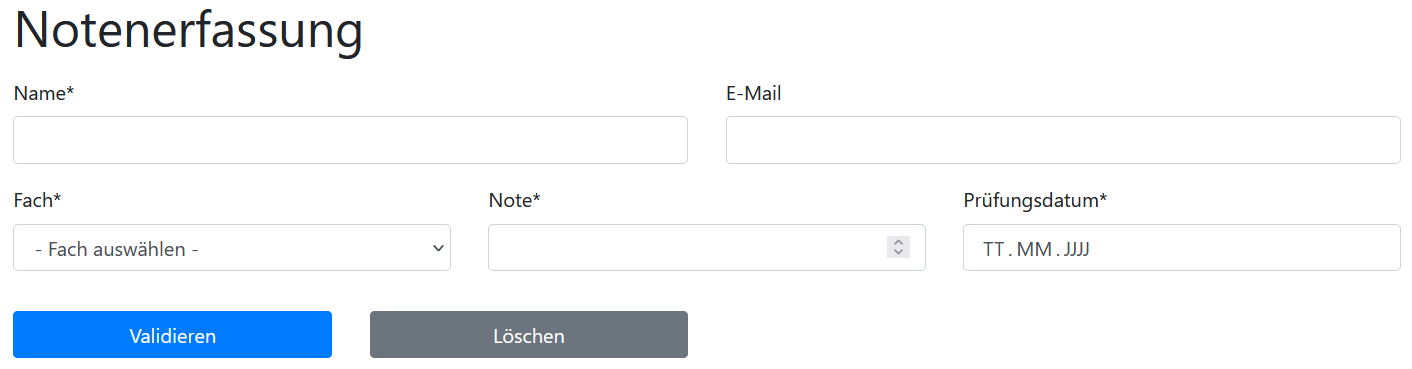 Notenerfassung
Name* E-Mail
Fach* Note* Prüfungsdatum*
- Fach auswählen - TT.MM.JJJJ
Validieren Löschen